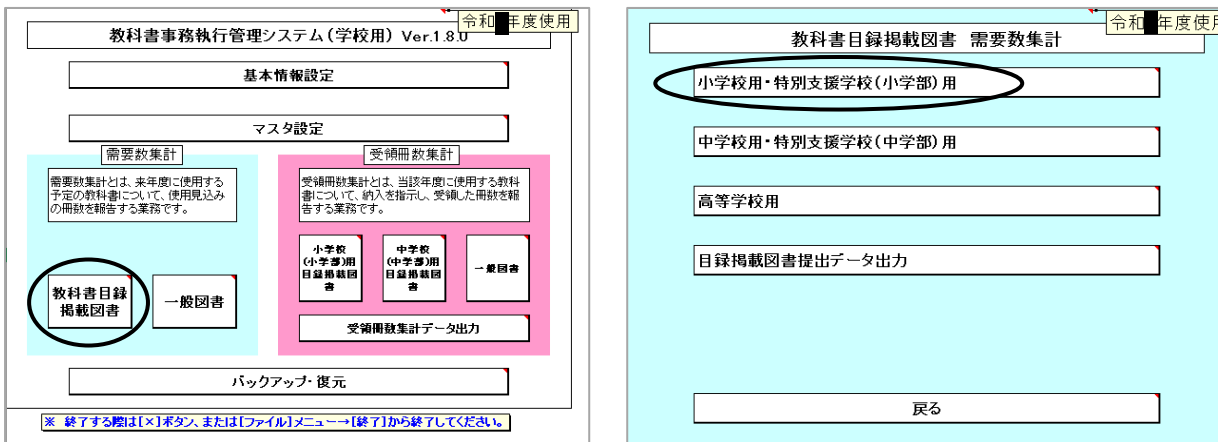 令和 年度使用
教科書事務執行管理システム(学校用) Ver.1.8.0
基本情報設定
マスタ設定
需要数集計
需要数集計とは、来年度に使用する
予定の教科書について、使用見込み
の冊数を報告する業務です。
教科書目録
掲載図書
一般図書
受領冊数集計
受領冊数集計とは、当該年度に使用する教科
書について、納入を指示し、受領した冊数を報
告する業務です。
小学校
(小学部)用
目録掲載図
書
中学校
(中学部)用
目録掲載図
書
一般図書
受領冊数集計データ出力
バックアップ・復元
※ 終了する際は[×]ボタン、または[ファイル]メニュー→[終了]から終了してください。
令和 年度使用
教科書目録掲載図書 需要数集計
小学校用・特別支援学校(小学部)用
中学校用・特別支援学校(中学部)用
高等学校用
目録掲載図書提出データ出力
戻る